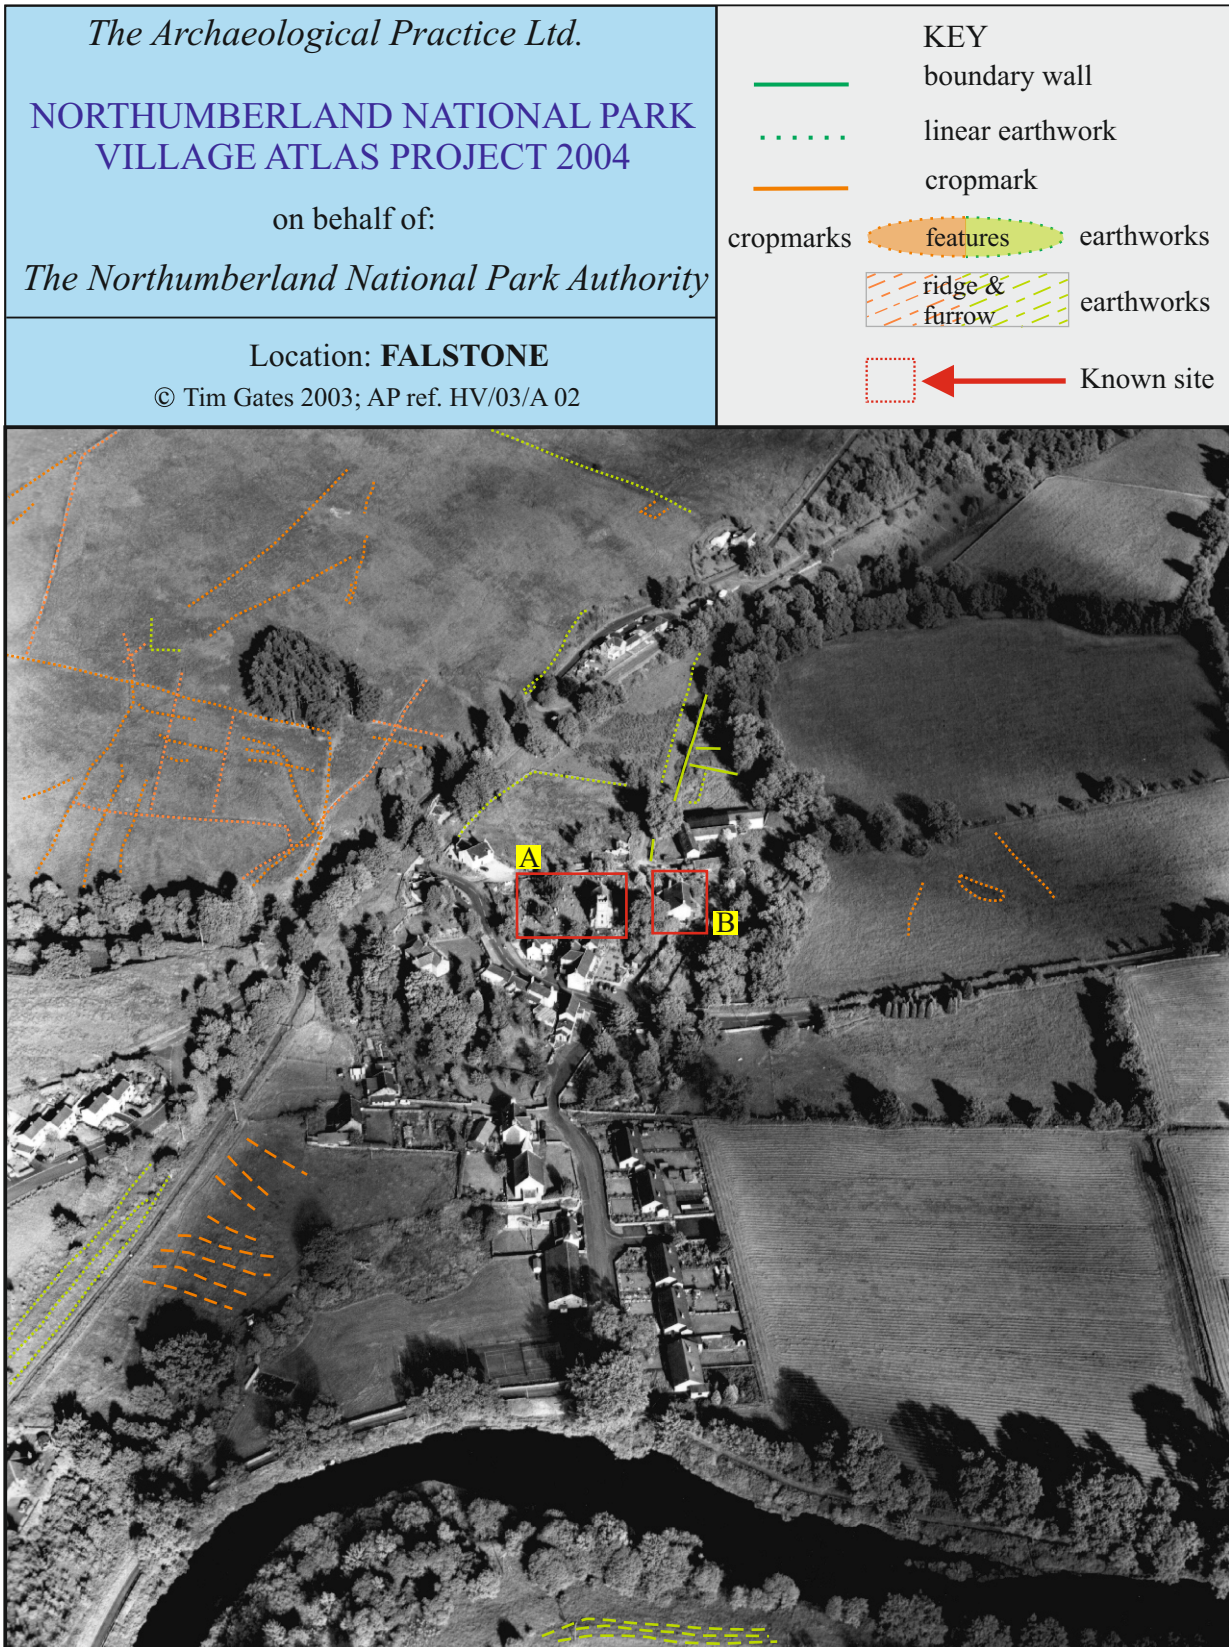 The Archaeological Practice Ltd.
NORTHUMBERLAND NATIONAL PARK
VILLAGE ATLAS PROJECT 2004
on behalf of:
The Northumberland National Park Authority
Location: FALSTONE
© Tim Gates 2003; AP ref. HV/03/A 02
KEY
boundary wall
linear earthwork
cropmark
cropmarks features earthworks
ridge &
furrow earthworks
Known site
A
B